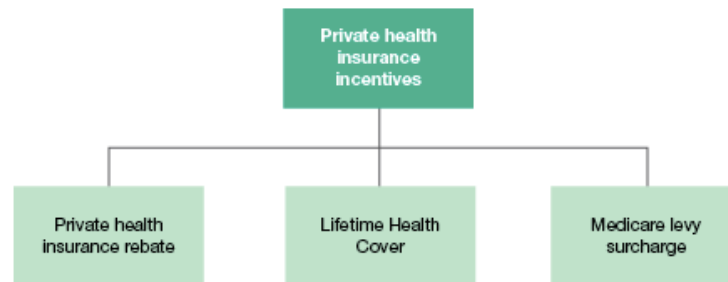 Private health
insurance
incentives
Private health
insurance rebate
Lifetime Health
Cover
Medicare levy
surcharge